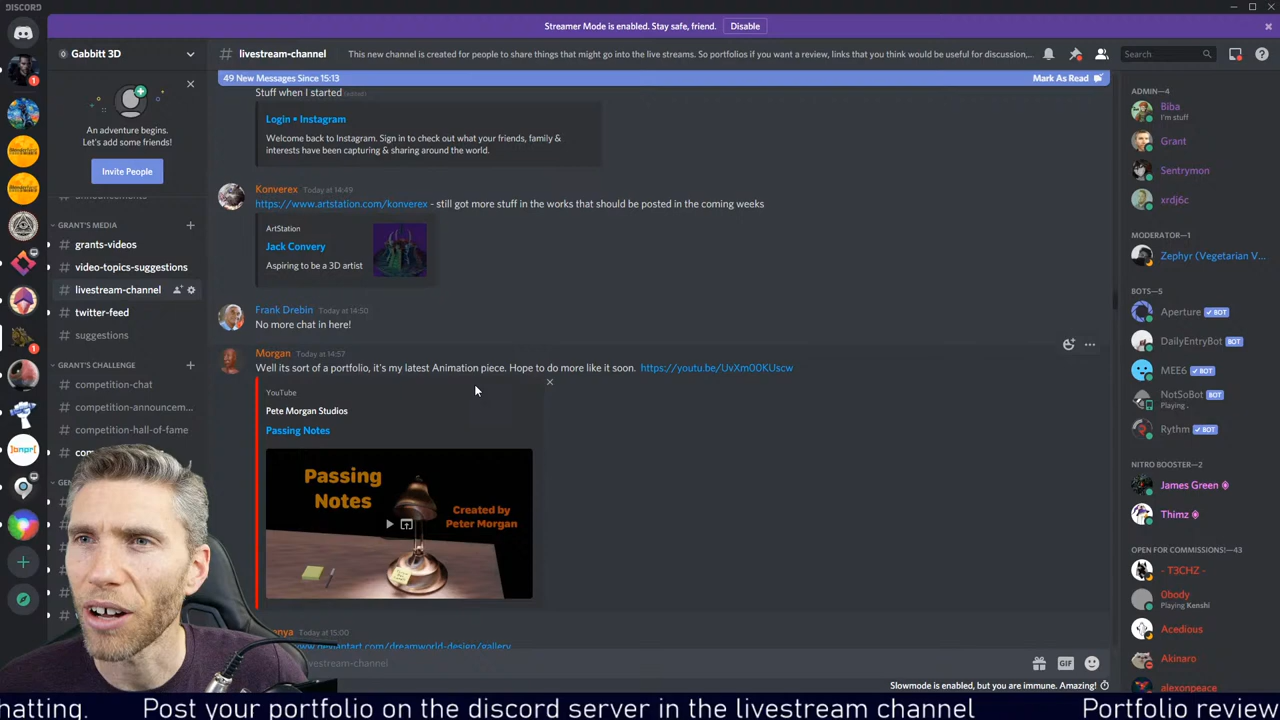 DISCORD
Streamer Mode is enabled. Stay safe, friend. Disable
Gabbitt 3D
# livestream-channel This new channel is created for people to share things that might go into the live streams. So portfolios if you want a review, links that you think would be useful for discussion,...
Search
49 New Messages Since 15:13 Mark As Read
An adventure begins.
Let's add some friends!
Invite People
GRANT'S MEDIA
# grants-videos
# video-topics-suggestions
# livestream-channel
# twitter-feed
# suggestions
GRANT'S CHALLENGE
# competition-chat
# competition-announcem...
# competition-hall-of-fame
Stuff when I started (edited)
Login • Instagram
Welcome back to Instagram. Sign in to check out what your friends, family &
interests have been capturing & sharing around the world.
Konverex Today at 14:49
https://www.artstation.com/konverex - still got more stuff in the works that should be posted in the coming weeks
ArtStation
Jack Convery
Aspiring to be a 3D artist
Frank Drebin Today at 14:50
No more chat in here!
Morgan Today at 14:57
Well its sort of a portfolio, it's my latest Animation piece. Hope to do more like it soon. https://youtu.be/UvXm00KUscw
YouTube
Pete Morgan Studios
Passing Notes
Passing
Notes
Created by
Peter Morgan
Today at 15:00
GIF
Slowmode is enabled, but you are immune. Amazing!
ADMIN—4
Biba
I'm stuff
Grant
Sentrymon
xrdj6c
MODERATOR—1
Zephyr (Vegetarian V...
BOTS—5
Aperture BOT
DailyEntryBot BOT
MEE6 BOT
NotSoBot BOT
Playing .
Rythm BOT
NITRO BOOSTER—2
James Green
Thimz
OPEN FOR COMMISSIONS!—43
- T3CHZ -
0body
Playing Kenshi
Acedious
Akinaro
alexonpeace
hatting. Post your portfolio on the discord server in the livestream channel Portfolio review